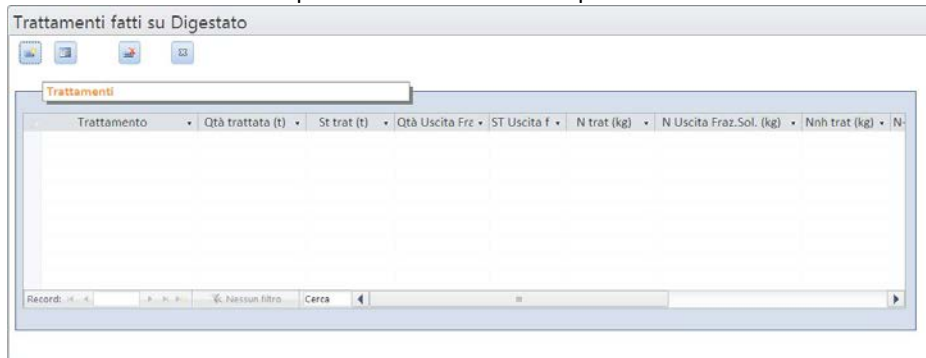 Trattamenti fatti su Digestato
Trattamenti
Trattamento Qtà trattata (t) St trat (t) Qtà Uscita Frz ST Uscita f N trat (kg) N Uscita Fraz.Sol. (kg) Nnh trat (kg) N-
Record: Nessun filtro Cerca